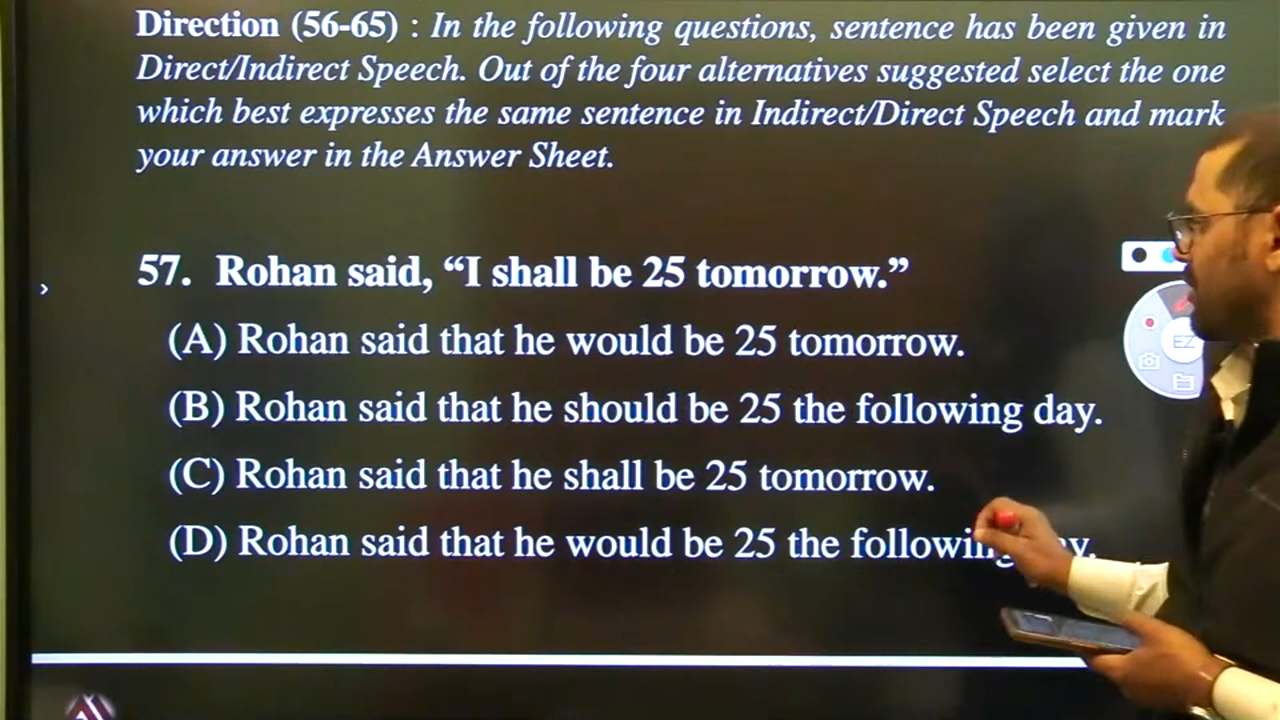 Direction (56-65) : In the following questions, sentence has been given in
Direct/Indirect Speech. Out of the four alternatives suggested select the one
which best expresses the same sentence in Indirect/Direct Speech and mark
your answer in the Answer Sheet.
57. Rohan said, “I shall be 25 tomorrow.”
(A) Rohan said that he would be 25 tomorrow.
(B) Rohan said that he should be 25 the following day.
(C) Rohan said that he shall be 25 tomorrow.
(D) Rohan said that he would be 25 the following
EZ